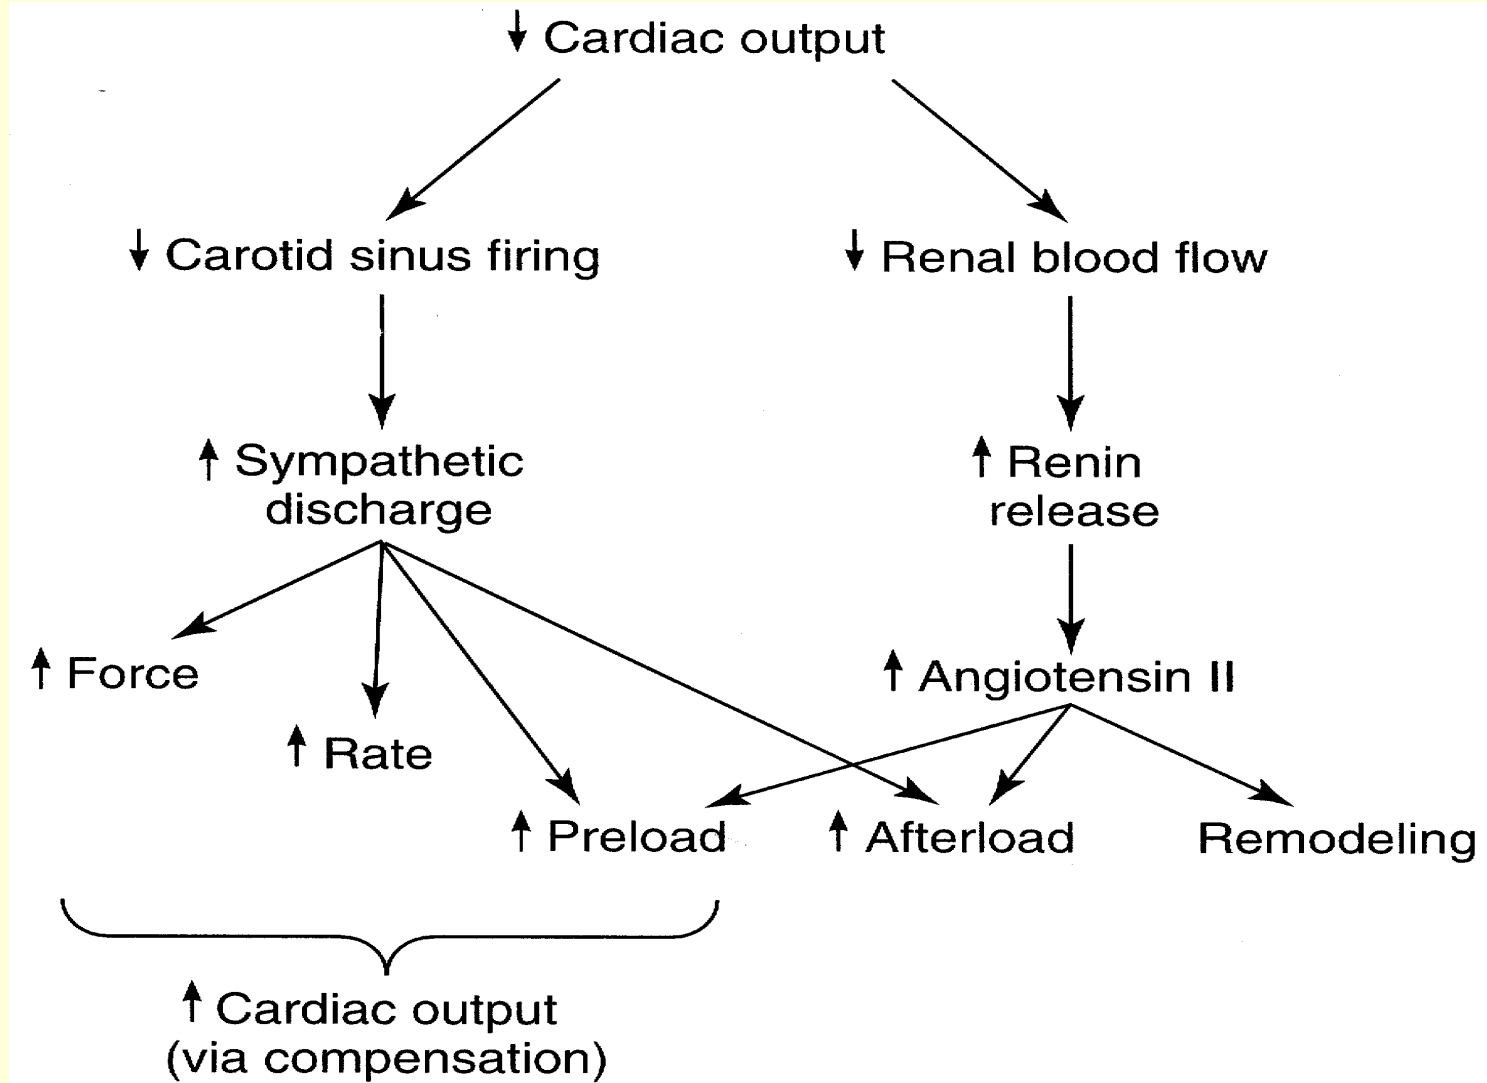 ↓ Cardiac output
↓ Carotid sinus firing
↓ Renal blood flow
↑ Sympathetic
discharge
↑ Renin
release
↑ Force
↑ Angiotensin II
↑ Rate
↑ Preload
↑ Afterload
Remodeling
↑ Cardiac output
(via compensation)